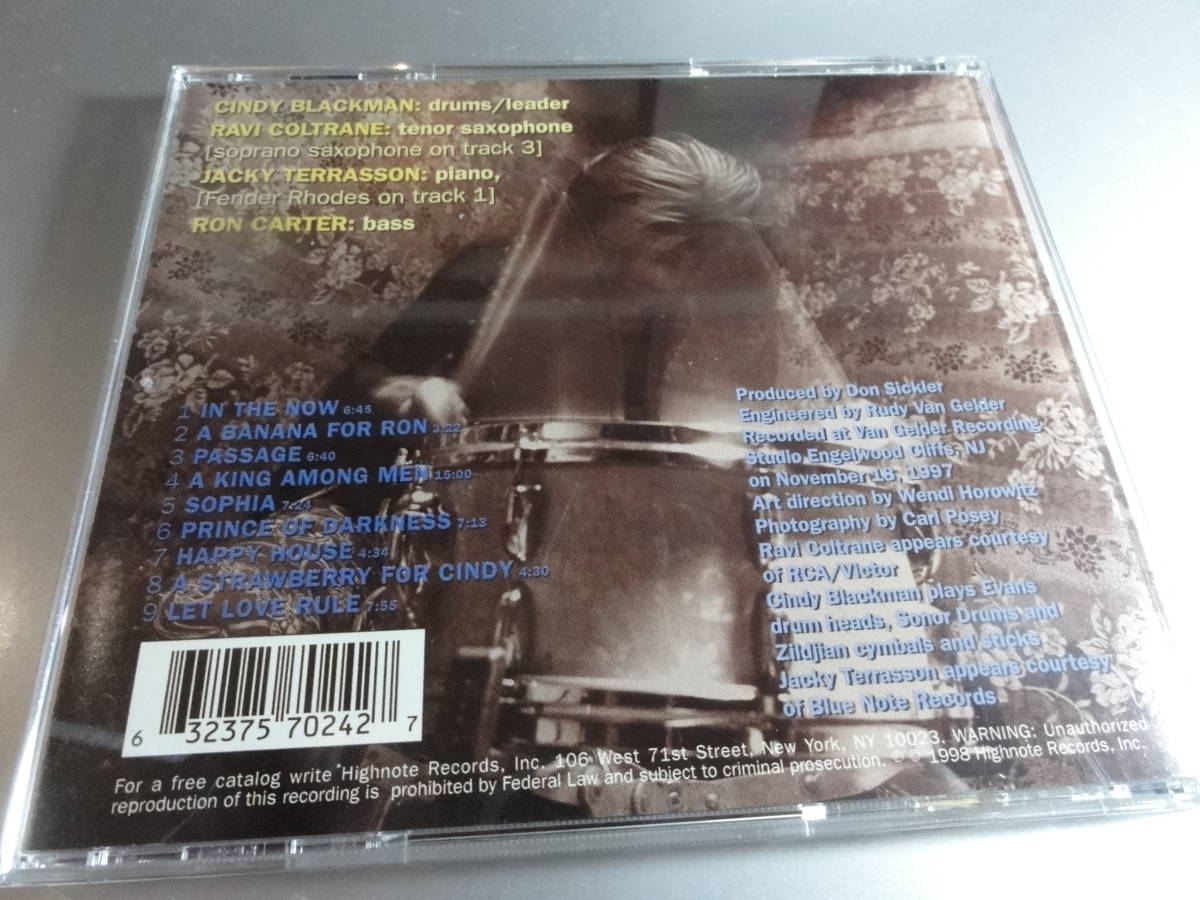 CINDY BLACKMAN: drums/leader
RAVI COLTRANE: tenor saxophone
[soprano saxophone on track 3]
JACKY TERRASSON: piano,
[Fender Rhodes on track 1]
RON CARTER: bass
1 IN THE NOW 6:45
2 A BANANA FOR RON 3:22
3 PASSAGE 6:40
4 A KING AMONG MEN 15:00
5 SOPHIA 7:24
6 PRINCE OF DARKNESS 7:13
7 HAPPY HOUSE 4:34
8 A STRAWBERRY FOR CINDY 4:30
9 LET LOVE RULE 7:55
Produced by Don Sickler
Engineered by Rudy Van Gelder
Recorded at Van Gelder Recording
Studio Engelwood Cliffs, NJ
on November 18, 1997
Art direction by Wendi Horowitz
Photography by Carl Posey
Ravi Coltrane appears courtesy
of RCA/Victor
Cindy Blackman plays Evans
drum heads, Sonor Drums and
Zildjian cymbals and sticks
Jacky Terrasson appears courtesy
of Blue Note Records
6 32375 70242 7
For a free catalog write Highnote Records, Inc. 106 West 71st Street, New York, NY 10023. WARNING: Unauthorized
reproduction of this recording is prohibited by Federal Law and subject to criminal prosecution. ℗ © 1998 Highnote Records, Inc.